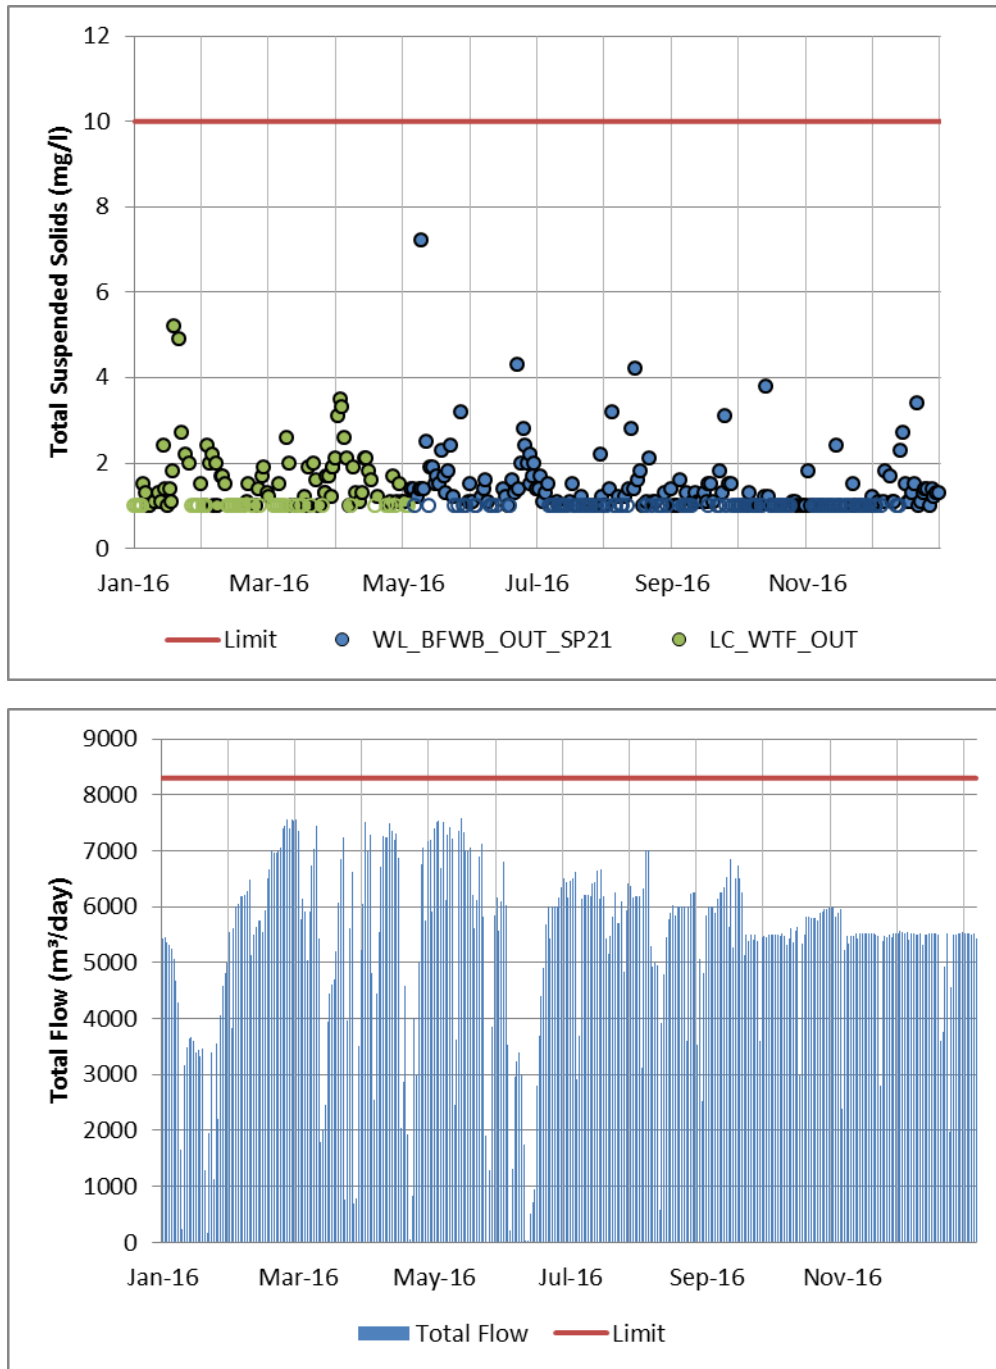 Total Suspended Solids (mg/l)
12
10
8
6
4
2
0
Jan-16 Mar-16 May-16 Jul-16 Sep-16 Nov-16
Limit WL_BFWB_OUT_SP21 LC_WTF_OUT
Total Flow (m³/day)
9000
8000
7000
6000
5000
4000
3000
2000
1000
0
Jan-16 Mar-16 May-16 Jul-16 Sep-16 Nov-16
Total Flow Limit